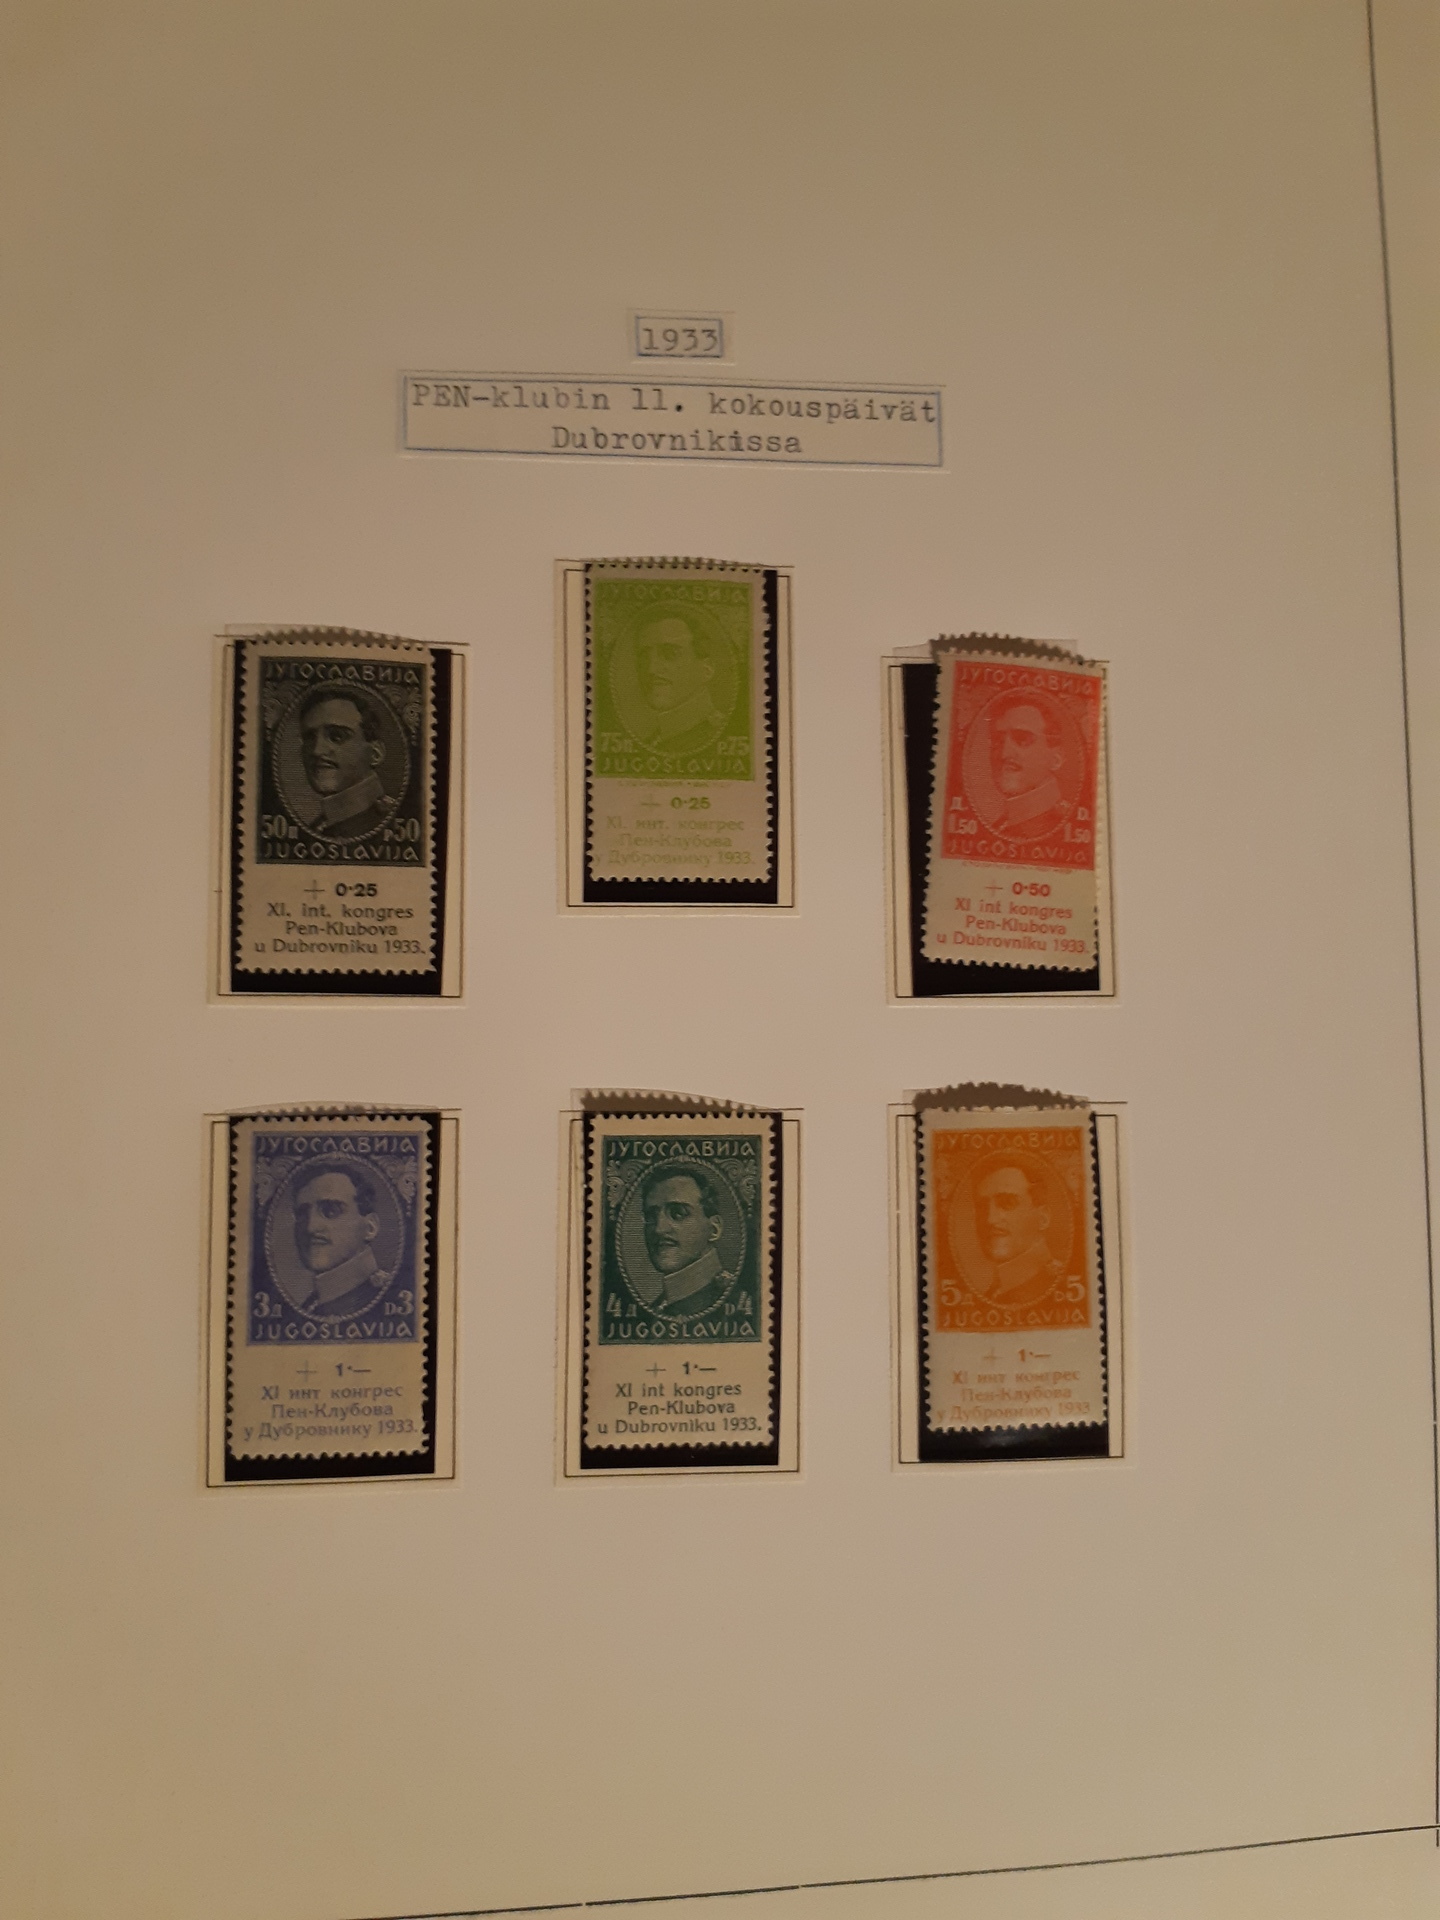 1933
PEN-klubin 11. kokouspäivät
Dubrovnikissa
ЈУГОСЛАВИЈА
50п P50
JUGOSLAVIJA
+ 0·25
XI. int. kongres
Pen-Klubova
u Dubrovniku 1933.
ЈУГОСЛАВИЈА
75п. P.75
JUGOSLAVIJA
+ 0·25
XI. инт. конгрес
Пен-Клубова
у Дубровнику 1933.
ЈУГОСЛАВИЈА
Д. D.
1.50 1.50
JUGOSLAVIJA
+ 0·50
XI int kongres
Pen-Klubova
u Dubrovniku 1933.
ЈУГОСЛАВИЈА
3д D3
JUGOSLAVIJA
+ 1·—
XI инт конгрес
Пен-Клубова
у Дубровнику 1933.
ЈУГОСЛАВИЈА
4д D4
JUGOSLAVIJA
+ 1·—
XI int kongres
Pen-Klubova
u Dubrovniku 1933.
ЈУГОСЛАВИЈА
5д D5
JUGOSLAVIJA
+ 1·—
XI инт конгрес
Пен-Клубова
у Дубровнику 1933